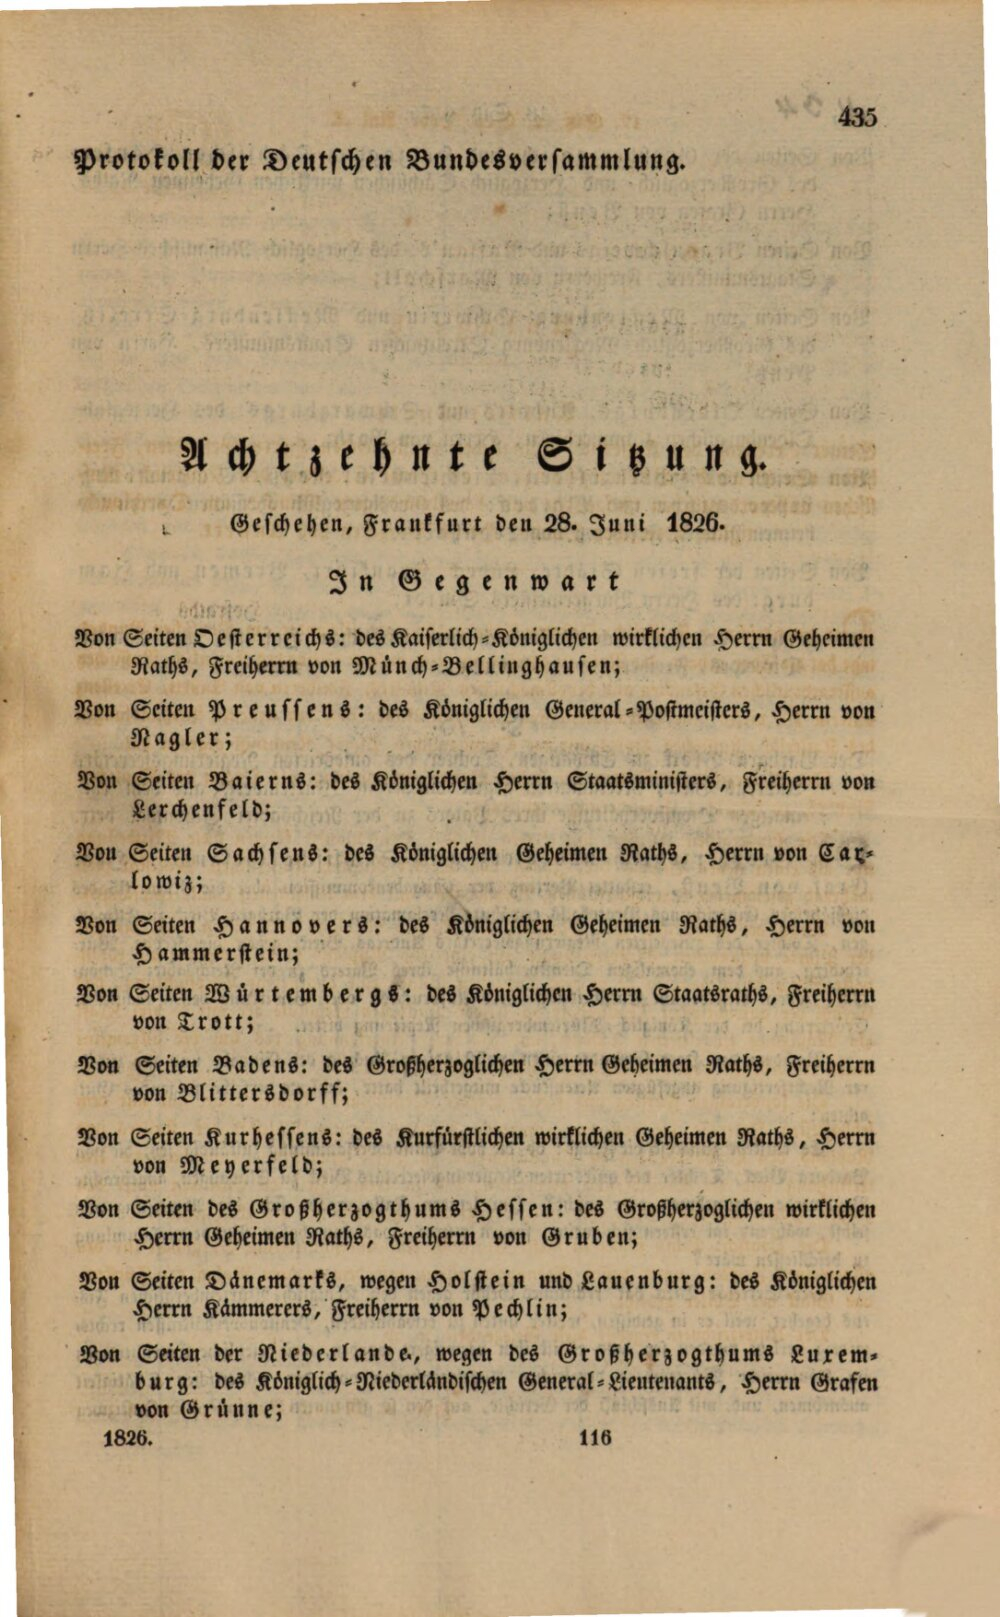 435
Protokoll der Deutschen Bundesversammlung.
Achtzehnte Sitzung.
Geschehen, Frankfurt den 28. Juni 1826.
In Gegenwart
Von Seiten Oesterreichs: des Kaiserlich-Königlichen wirklichen Herrn Geheimen
Raths, Freiherrn von Münch-Bellinghausen;
Von Seiten Preussens: des Königlichen General-Postmeisters, Herrn von
Nagler;
Von Seiten Baierns: des Königlichen Herrn Staatsministers, Freiherrn von
Lerchenfeld;
Von Seiten Sachsens: des Königlichen Geheimen Raths, Herrn von Car-
lowiz;
Von Seiten Hannovers: des Königlichen Geheimen Raths, Herrn von
Hammerstein;
Von Seiten Würtembergs: des Königlichen Herrn Staatsraths, Freiherrn
von Trott;
Von Seiten Badens: des Großherzoglichen Herrn Geheimen Raths, Freiherrn
von Blittersdorff;
Von Seiten Kurhessens: des Kurfürstlichen wirklichen Geheimen Raths, Herrn
von Meyerfeld;
Von Seiten des Großherzogthums Hessen: des Großherzoglichen wirklichen
Herrn Geheimen Raths, Freiherrn von Gruben;
Von Seiten Dänemarks, wegen Holstein und Lauenburg: des Königlichen
Herrn Kämmerers, Freiherrn von Pechlin;
Von Seiten der Niederlande, wegen des Großherzogthums Luxem-
burg: des Königlich-Niederländischen General-Lieutenants, Herrn Grafen
von Grünne;
1826. 116